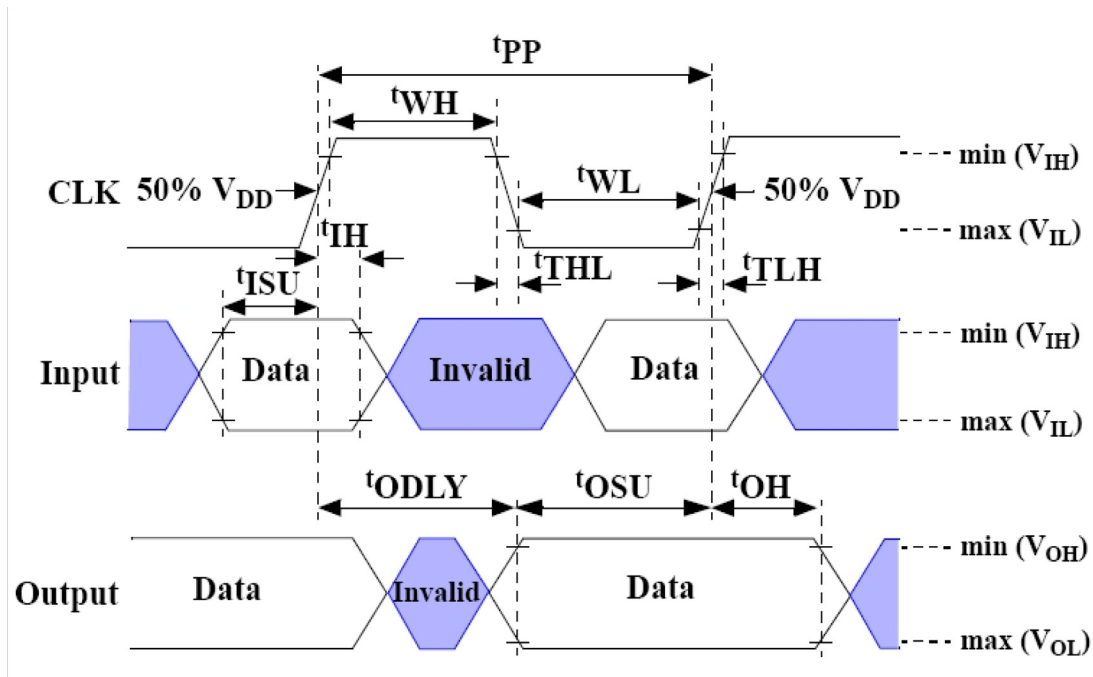 tPP
tWH
min (VIH)
CLK 50% VDD
tWL
50% VDD
tIH
max (VIL)
tISU
tTHL
tTLH
min (VIH)
Input
Data
Invalid
Data
max (VIL)
tODLY
tOSU
tOH
min (VOH)
Output
Data
Invalid
Data
max (VOL)